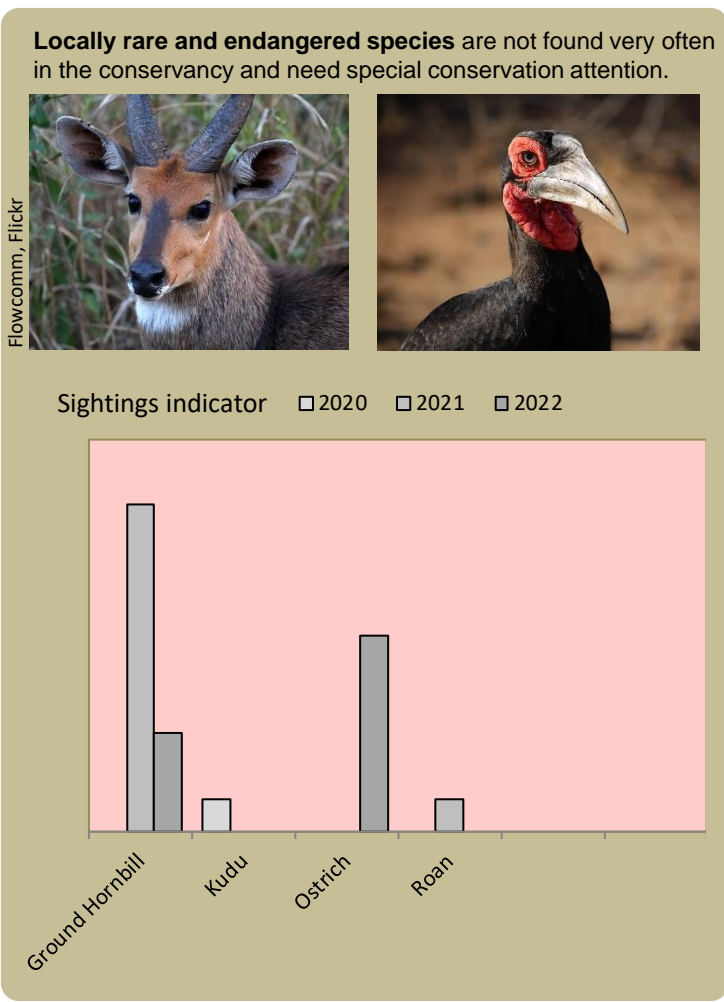 Locally rare and endangered species are not found very often
in the conservancy and need special conservation attention.
Flowcomm, Flickr
Sightings indicator 2020 2021 2022
Ground Hornbill
Kudu
Ostrich
Roan